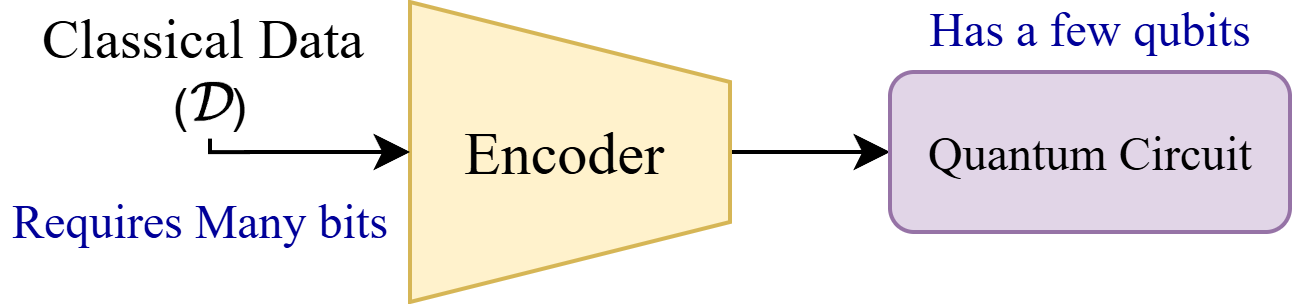 Classical Data
(𝒟)
Requires Many bits
Encoder
Has a few qubits
Quantum Circuit